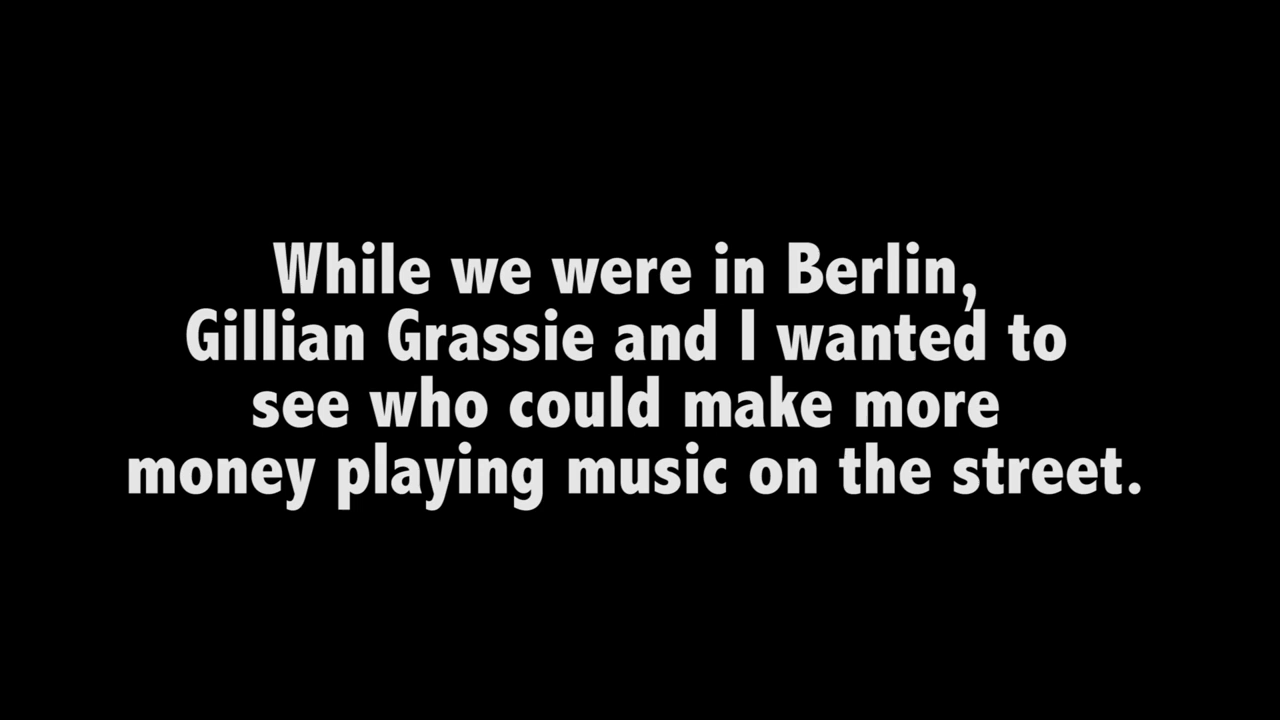 While we were in Berlin,
Gillian Grassie and I wanted to
see who could make more
money playing music on the street.